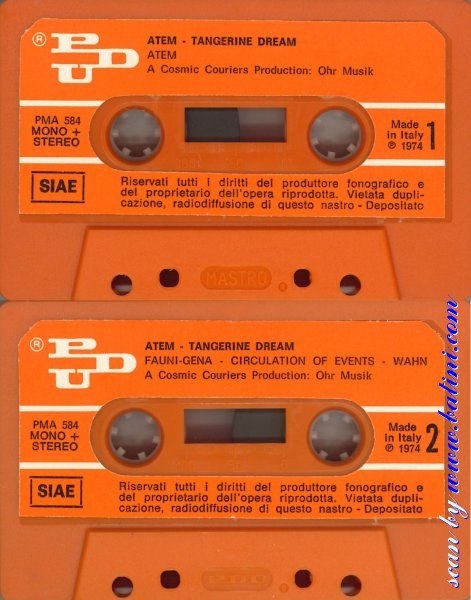 ® PDU
ATEM - TANGERINE DREAM
ATEM
A Cosmic Couriers Production: Ohr Musik
PMA 584
MONO +
STEREO
Made
in Italy
℗ 1974
1
SIAE
Riservati tutti i diritti del produttore fonografico e
del proprietario dell'opera riprodotta. Vietata dupli-
cazione, radiodiffusione di questo nastro - Depositato
MASTRO ®
® PDU
ATEM - TANGERINE DREAM
FAUNI-GENA - CIRCULATION OF EVENTS - WAHN
A Cosmic Couriers Production: Ohr Musik
PMA 584
MONO +
STEREO
Made
in Italy
℗ 1974
2
SIAE
Riservati tutti i diritti del produttore fonografico e
del proprietario dell'opera riprodotta. Vietata dupli-
cazione, radiodiffusione di questo nastro - Depositato
MASTRO
scan by www.batini.com